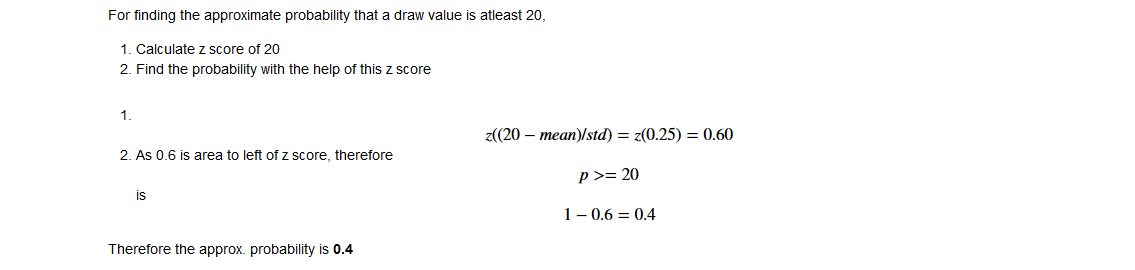 For finding the approximate probability that a draw value is atleast 20,
1. Calculate z score of 20
2. Find the probability with the help of this z score
1.
z((20 − mean)/std) = z(0.25) = 0.60
2. As 0.6 is area to left of z score, therefore
p >= 20
is
1 − 0.6 = 0.4
Therefore the approx. probability is 0.4